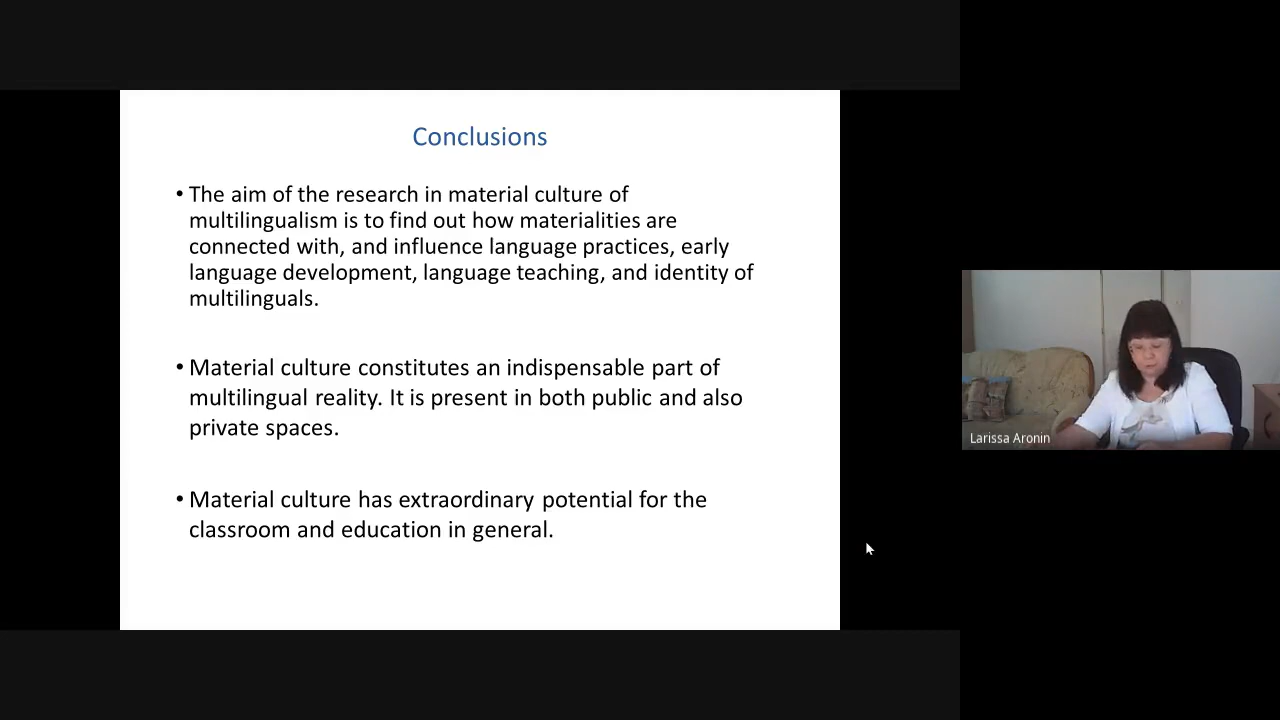 Conclusions
• The aim of the research in material culture of
multilingualism is to find out how materialities are
connected with, and influence language practices, early
language development, language teaching, and identity of
multilinguals.
• Material culture constitutes an indispensable part of
multilingual reality. It is present in both public and also
private spaces.
• Material culture has extraordinary potential for the
classroom and education in general.
Larissa Aronin